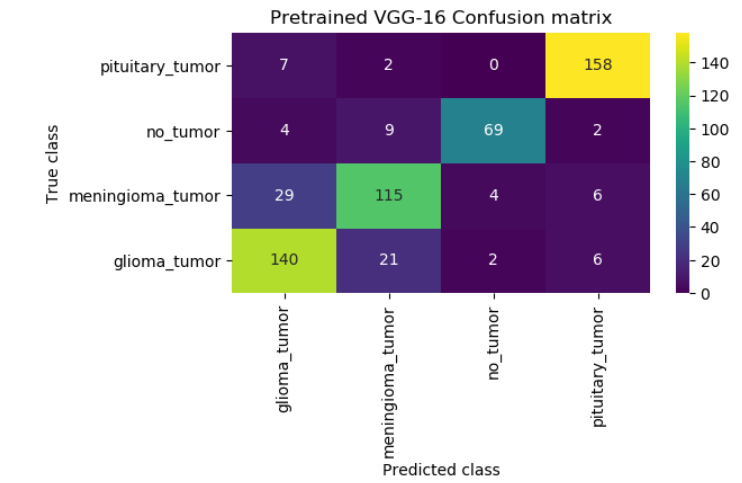 Pretrained VGG-16 Confusion matrix
True class
pituitary_tumor 7 2 0 158
no_tumor 4 9 69 2
meningioma_tumor 29 115 4 6
glioma_tumor 140 21 2 6
glioma_tumor
meningioma_tumor
no_tumor
pituitary_tumor
Predicted class
140
120
100
80
60
40
20
0